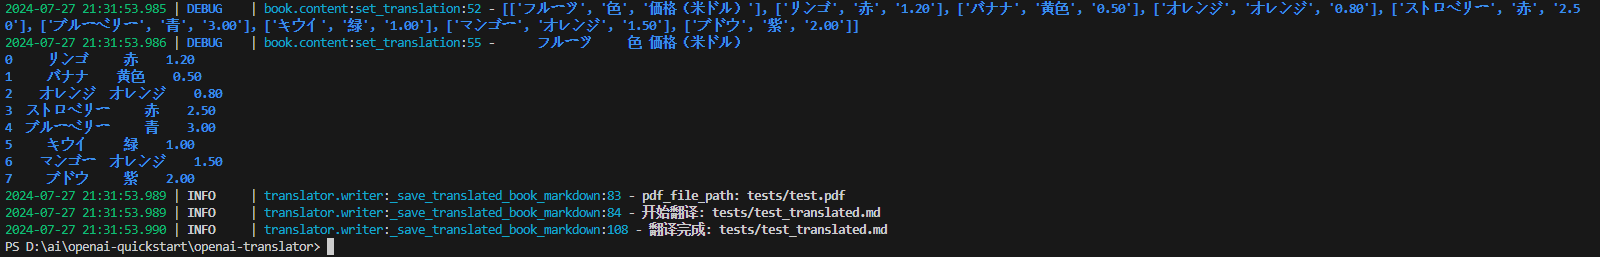 2024-07-27 21:31:53.985 | DEBUG    | book.content:set_translation:52 - [['フルーツ', '色', '価格（米ドル）'], ['リンゴ', '赤', '1.20'], ['バナナ', '黄色', '0.50'], ['オレンジ', 'オレンジ', '0.80'], ['ストロベリー', '赤', '2.5
0'], ['ブルーベリー', '青', '3.00'], ['キウイ', '緑', '1.00'], ['マンゴー', 'オレンジ', '1.50'], ['ブドウ', '紫', '2.00']]
2024-07-27 21:31:53.986 | DEBUG    | book.content:set_translation:55 -      フルーツ     色 価格（米ドル）
0     リンゴ     赤    1.20
1     バナナ    黄色    0.50
2    オレンジ  オレンジ    0.80
3  ストロベリー     赤    2.50
4  ブルーベリー     青    3.00
5     キウイ     緑    1.00
6    マンゴー  オレンジ    1.50
7     ブドウ     紫    2.00
2024-07-27 21:31:53.989 | INFO     | translator.writer:_save_translated_book_markdown:83 - pdf_file_path: tests/test.pdf
2024-07-27 21:31:53.989 | INFO     | translator.writer:_save_translated_book_markdown:84 - 开始翻译: tests/test_translated.md
2024-07-27 21:31:53.990 | INFO     | translator.writer:_save_translated_book_markdown:108 - 翻译完成: tests/test_translated.md
PS D:\ai\openai-quickstart\openai-translator>